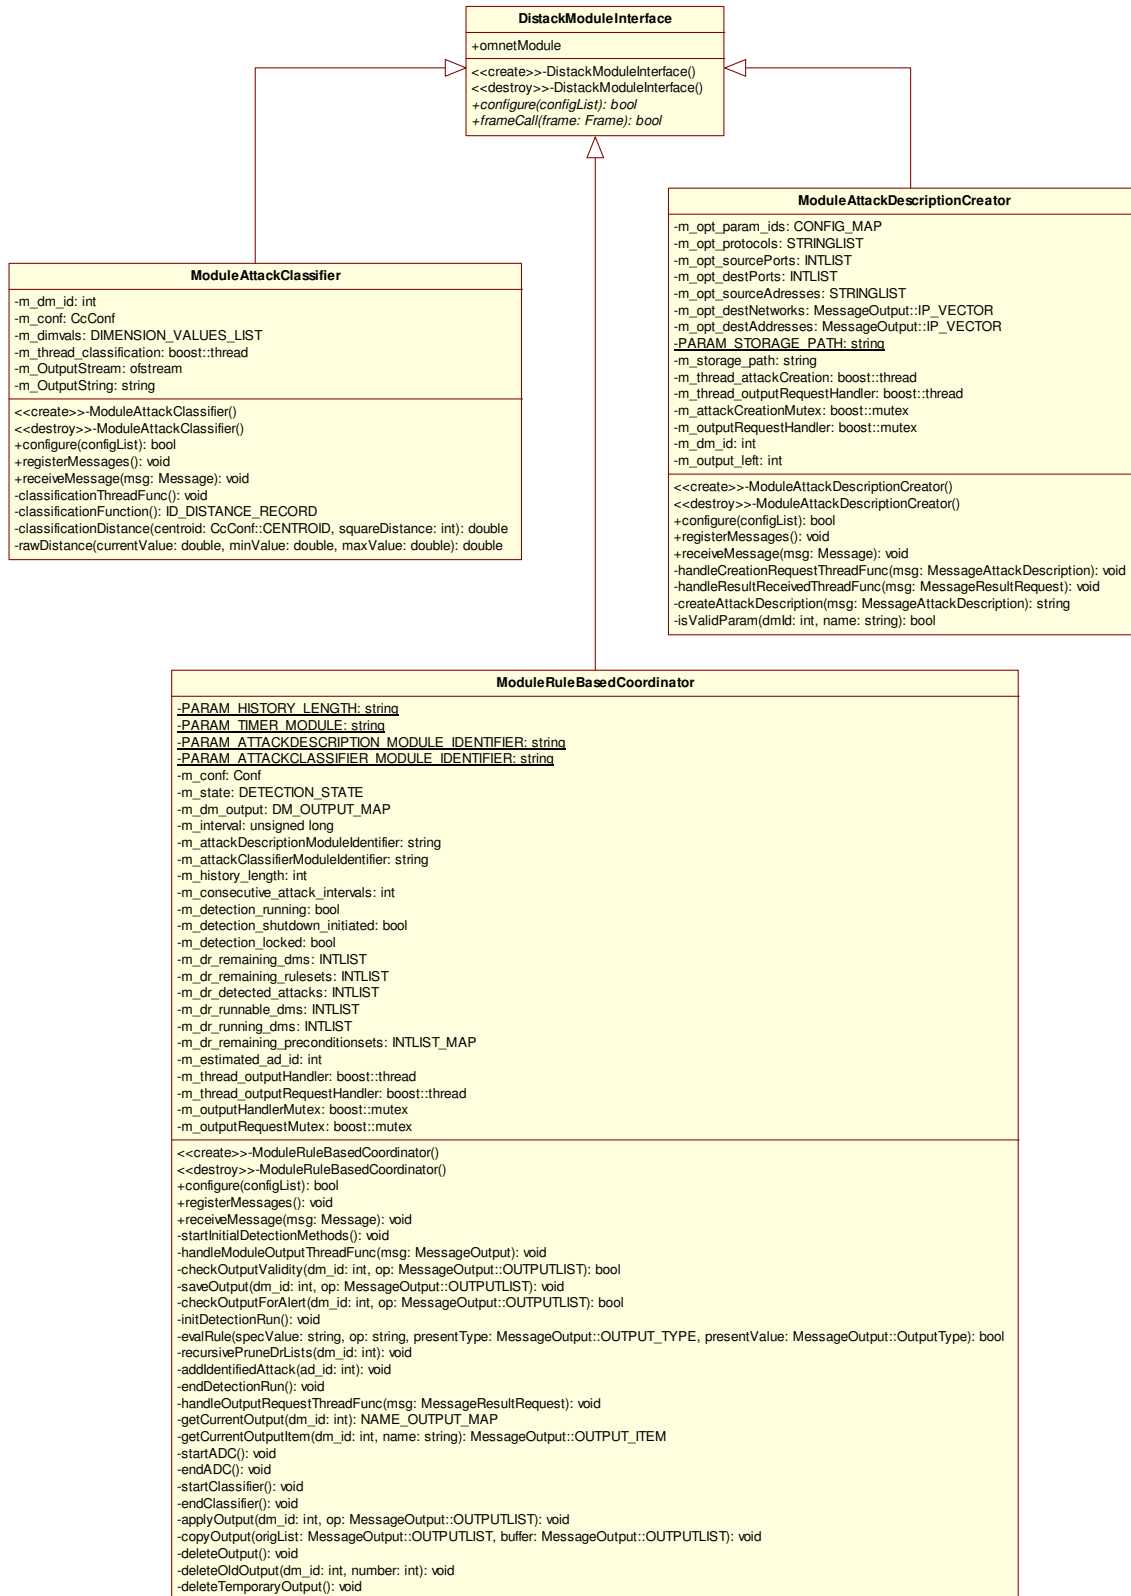 DistackModuleInterface
+omnetModule
<<create>>-DistackModuleInterface()
<<destroy>>-DistackModuleInterface()
+configure(configList): bool
+frameCall(frame: Frame): bool
ModuleAttackDescriptionCreator
-m_opt_param_ids: CONFIG_MAP
-m_opt_protocols: STRINGLIST
-m_opt_sourcePorts: INTLIST
-m_opt_destPorts: INTLIST
-m_opt_sourceAdresses: STRINGLIST
-m_opt_destNetworks: MessageOutput::IP_VECTOR
-m_opt_destAddresses: MessageOutput::IP_VECTOR
-PARAM_STORAGE_PATH: string
-m_storage_path: string
-m_thread_attackCreation: boost::thread
-m_thread_outputRequestHandler: boost::thread
-m_attackCreationMutex: boost::mutex
-m_outputRequestHandler: boost::mutex
-m_dm_id: int
-m_output_left: int
<<create>>-ModuleAttackDescriptionCreator()
<<destroy>>-ModuleAttackDescriptionCreator()
+configure(configList): bool
+registerMessages(): void
+receiveMessage(msg: Message): void
-handleCreationRequestThreadFunc(msg: MessageAttackDescription): void
-handleResultReceivedThreadFunc(msg: MessageResultRequest): void
-createAttackDescription(msg: MessageAttackDescription): string
-isValidParam(dmId: int, name: string): bool
ModuleAttackClassifier
-m_dm_id: int
-m_conf: CcConf
-m_dimvals: DIMENSION_VALUES_LIST
-m_thread_classification: boost::thread
-m_OutputStream: ofstream
-m_OutputString: string
<<create>>-ModuleAttackClassifier()
<<destroy>>-ModuleAttackClassifier()
+configure(configList): bool
+registerMessages(): void
+receiveMessage(msg: Message): void
-classificationThreadFunc(): void
-classificationFunction(): ID_DISTANCE_RECORD
-classificationDistance(centroid: CcConf::CENTROID, squareDistance: int): double
-rawDistance(currentValue: double, minValue: double, maxValue: double): double
ModuleRuleBasedCoordinator
-PARAM_HISTORY_LENGTH: string
-PARAM_TIMER_MODULE: string
-PARAM_ATTACKDESCRIPTION_MODULE_IDENTIFIER: string
-PARAM_ATTACKCLASSIFIER_MODULE_IDENTIFIER: string
-m_conf: Conf
-m_state: DETECTION_STATE
-m_dm_output: DM_OUTPUT_MAP
-m_interval: unsigned long
-m_attackDescriptionModuleIdentifier: string
-m_attackClassifierModuleIdentifier: string
-m_history_length: int
-m_consecutive_attack_intervals: int
-m_detection_running: bool
-m_detection_shutdown_initiated: bool
-m_detection_locked: bool
-m_dr_remaining_dms: INTLIST
-m_dr_remaining_rulesets: INTLIST
-m_dr_detected_attacks: INTLIST
-m_dr_runnable_dms: INTLIST
-m_dr_running_dms: INTLIST
-m_dr_remaining_preconditionsets: INTLIST_MAP
-m_estimated_ad_id: int
-m_thread_outputHandler: boost::thread
-m_thread_outputRequestHandler: boost::thread
-m_outputHandlerMutex: boost::mutex
-m_outputRequestMutex: boost::mutex
<<create>>-ModuleRuleBasedCoordinator()
<<destroy>>-ModuleRuleBasedCoordinator()
+configure(configList): bool
+registerMessages(): void
+receiveMessage(msg: Message): void
-startInitialDetectionMethods(): void
-handleModuleOutputThreadFunc(msg: MessageOutput): void
-checkOutputValidity(dm_id: int, op: MessageOutput::OUTPUTLIST): bool
-saveOutput(dm_id: int, op: MessageOutput::OUTPUTLIST): void
-checkOutputForAlert(dm_id: int, op: MessageOutput::OUTPUTLIST): bool
-initDetectionRun(): void
-evalRule(specValue: string, op: string, presentType: MessageOutput::OUTPUT_TYPE, presentValue: MessageOutput::OutputType): bool
-recursivePruneDrLists(dm_id: int): void
-addIdentifiedAttack(ad_id: int): void
-endDetectionRun(): void
-handleOutputRequestThreadFunc(msg: MessageResultRequest): void
-getCurrentOutput(dm_id: int): NAME_OUTPUT_MAP
-getCurrentOutputItem(dm_id: int, name: string): MessageOutput::OUTPUT_ITEM
-startADC(): void
-endADC(): void
-startClassifier(): void
-endClassifier(): void
-applyOutput(dm_id: int, op: MessageOutput::OUTPUTLIST): void
-copyOutput(origList: MessageOutput::OUTPUTLIST, buffer: MessageOutput::OUTPUTLIST): void
-deleteOutput(): void
-deleteOldOutput(dm_id: int, number: int): void
-deleteTemporaryOutput(): void